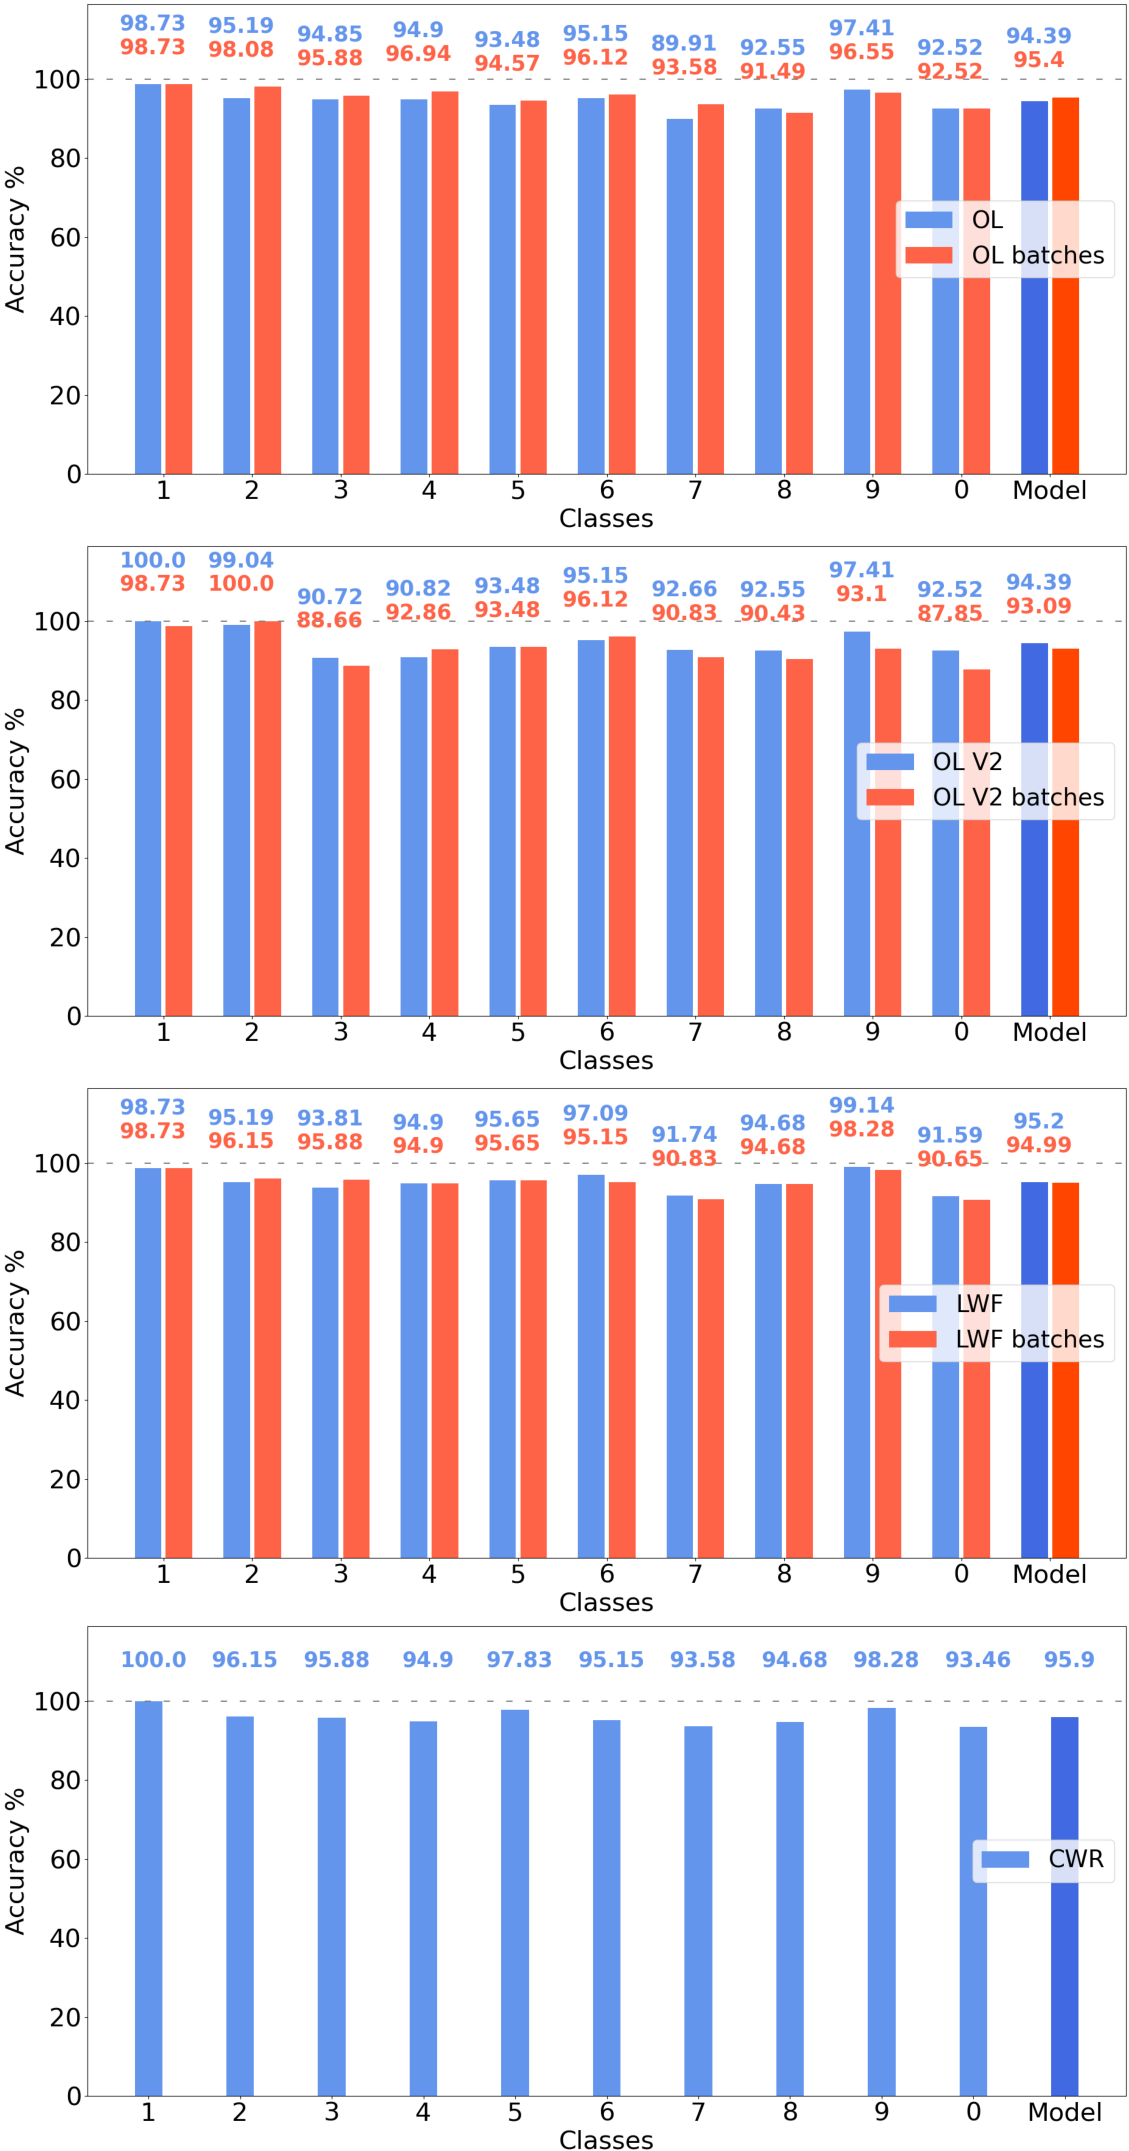 98.73 95.19 94.85 94.9 93.48 95.15 89.91 92.55 97.41 92.52 94.39
98.73 98.08 95.88 96.94 94.57 96.12 93.58 91.49 96.55 92.52 95.4
Accuracy %
100
80
60
40
20
0
OL
OL batches
1 2 3 4 5 6 7 8 9 0 Model
Classes
100.0 99.04 90.72 90.82 93.48 95.15 92.66 92.55 97.41 92.52 94.39
98.73 100.0 88.66 92.86 93.48 96.12 90.83 90.43 93.1 87.85 93.09
Accuracy %
100
80
60
40
20
0
OL V2
OL V2 batches
1 2 3 4 5 6 7 8 9 0 Model
Classes
98.73 95.19 93.81 94.9 95.65 97.09 91.74 94.68 99.14 91.59 95.2
98.73 96.15 95.88 94.9 95.65 95.15 90.83 94.68 98.28 90.65 94.99
Accuracy %
100
80
60
40
20
0
LWF
LWF batches
1 2 3 4 5 6 7 8 9 0 Model
Classes
100.0 96.15 95.88 94.9 97.83 95.15 93.58 94.68 98.28 93.46 95.9
Accuracy %
100
80
60
40
20
0
CWR
1 2 3 4 5 6 7 8 9 0 Model
Classes